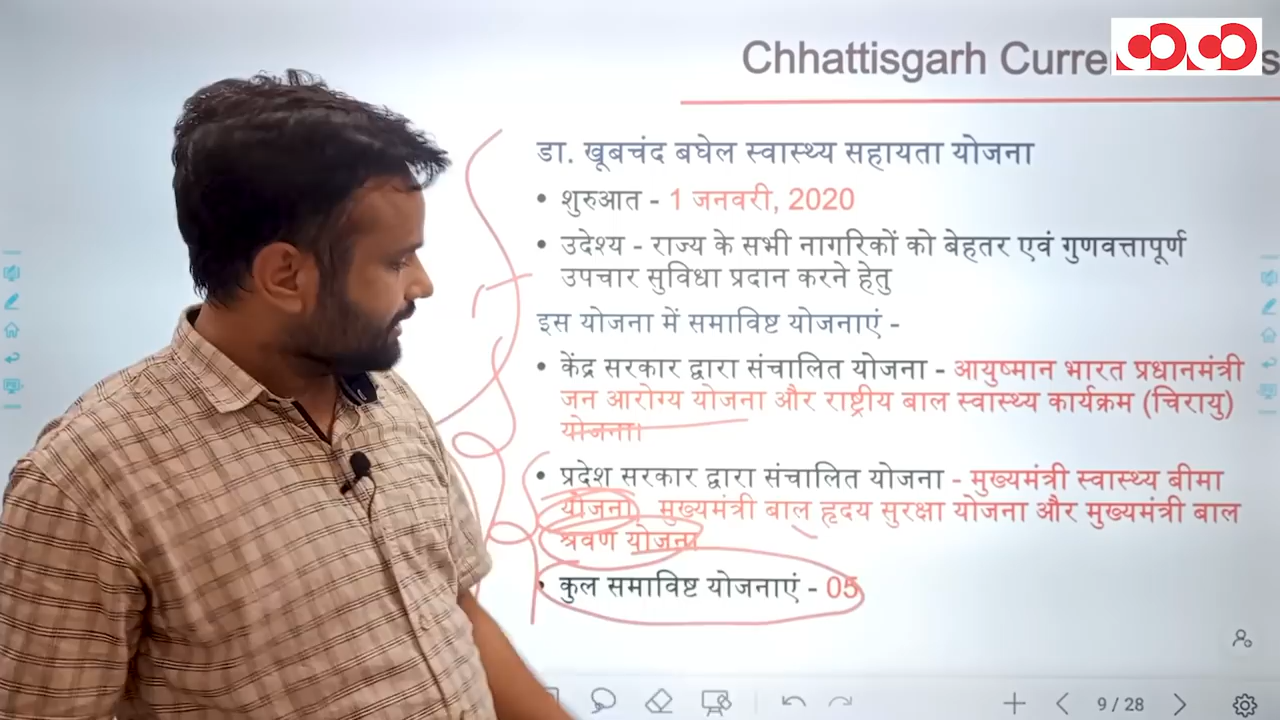 Chhattisgarh Curre
डा. खूबचंद बघेल स्वास्थ्य सहायता योजना
• शुरुआत - 1 जनवरी, 2020
• उदेश्य - राज्य के सभी नागरिकों को बेहतर एवं गुणवत्तापूर्ण
उपचार सुविधा प्रदान करने हेतु
इस योजना में समाविष्ट योजनाएं -
• केंद्र सरकार द्वारा संचालित योजना - आयुष्मान भारत प्रधानमंत्री
जन आरोग्य योजना और राष्ट्रीय बाल स्वास्थ्य कार्यक्रम (चिरायु)
योजना।
• प्रदेश सरकार द्वारा संचालित योजना - मुख्यमंत्री स्वास्थ्य बीमा
योजना मुख्यमंत्री बाल हृदय सुरक्षा योजना और मुख्यमंत्री बाल
श्रवण योजना
• कुल समाविष्ट योजनाएं - 05
9 / 28